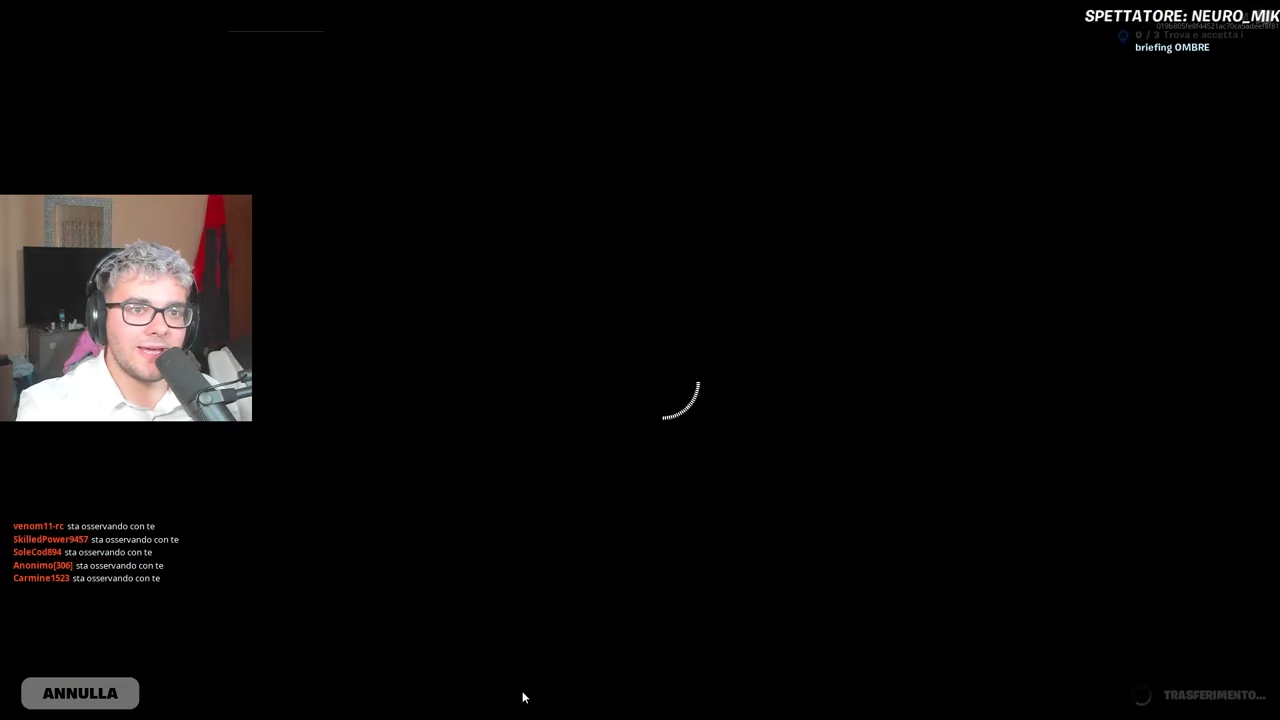 SPETTATORE: NEURO_MIK
0 / 3 Trova e accetta i
briefing OMBRE
venom11-rc sta osservando con te
SkilledPower9457 sta osservando con te
SoleCod894 sta osservando con te
Anonimo[306] sta osservando con te
Carmine1523 sta osservando con te
ANNULLA
TRASFERIMENTO...